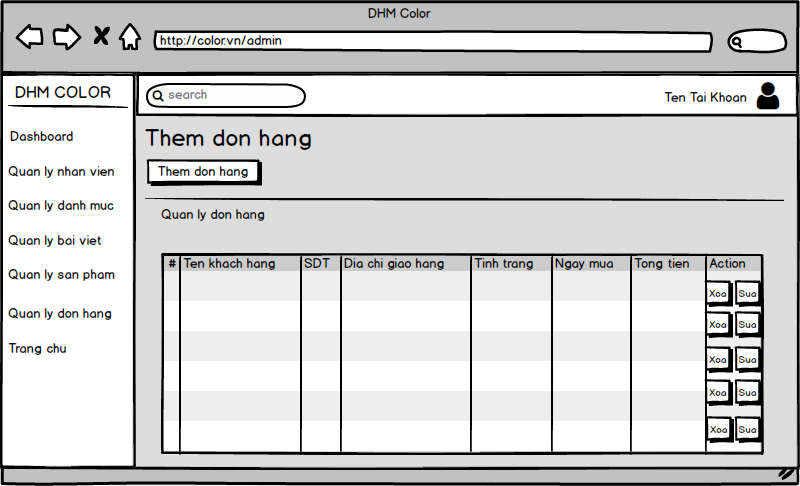 DHM Color
http://color.vn/admin
DHM COLOR
search
Ten Tai Khoan
Dashboard
Quan ly nhan vien
Quan ly danh muc
Quan ly bai viet
Quan ly san pham
Quan ly don hang
Trang chu
Them don hang
Them don hang
Quan ly don hang
# Ten khach hang SDT Dia chi giao hang Tinh trang Ngay mua Tong tien Action
Xoa Sua
Xoa Sua
Xoa Sua
Xoa Sua
Xoa Sua